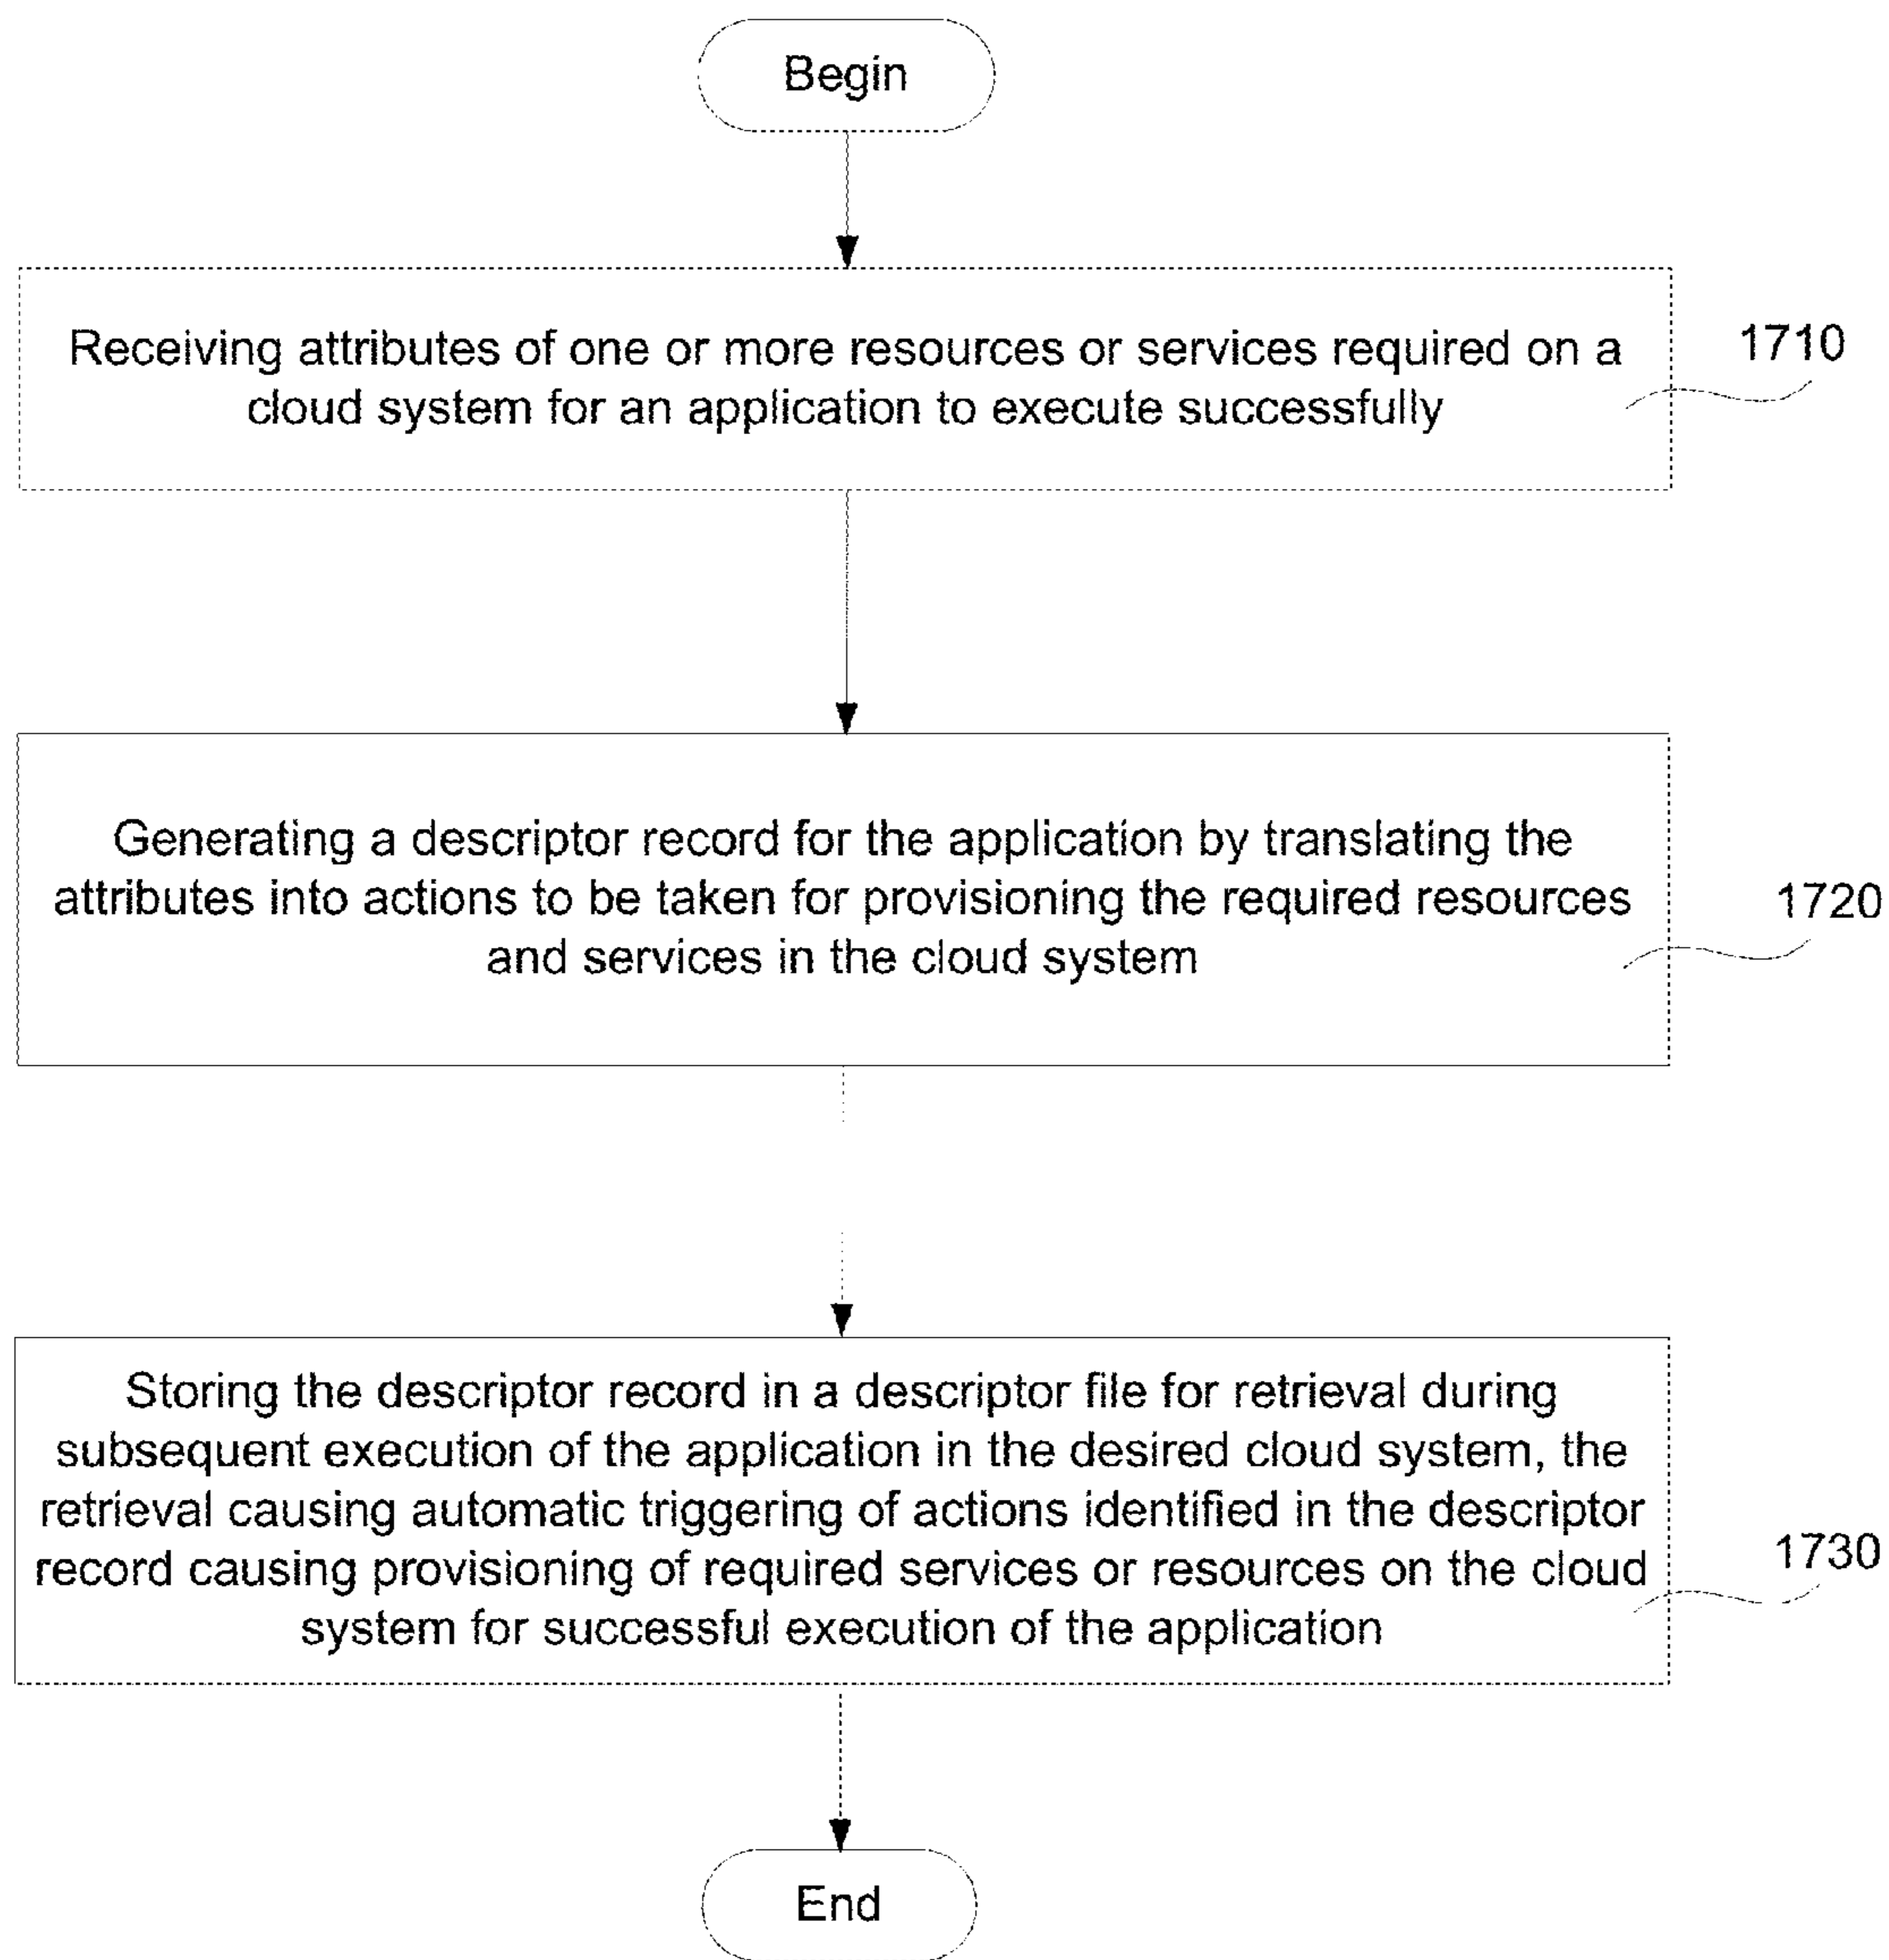 Begin
Receiving attributes of one or more resources or services required on a
cloud system for an application to execute successfully
1710
Generating a descriptor record for the application by translating the
attributes into actions to be taken for provisioning the required resources
and services in the cloud system
1720
Storing the descriptor record in a descriptor file for retrieval during
subsequent execution of the application in the desired cloud system, the
retrieval causing automatic triggering of actions identified in the descriptor
record causing provisioning of required services or resources on the cloud
system for successful execution of the application
1730
End